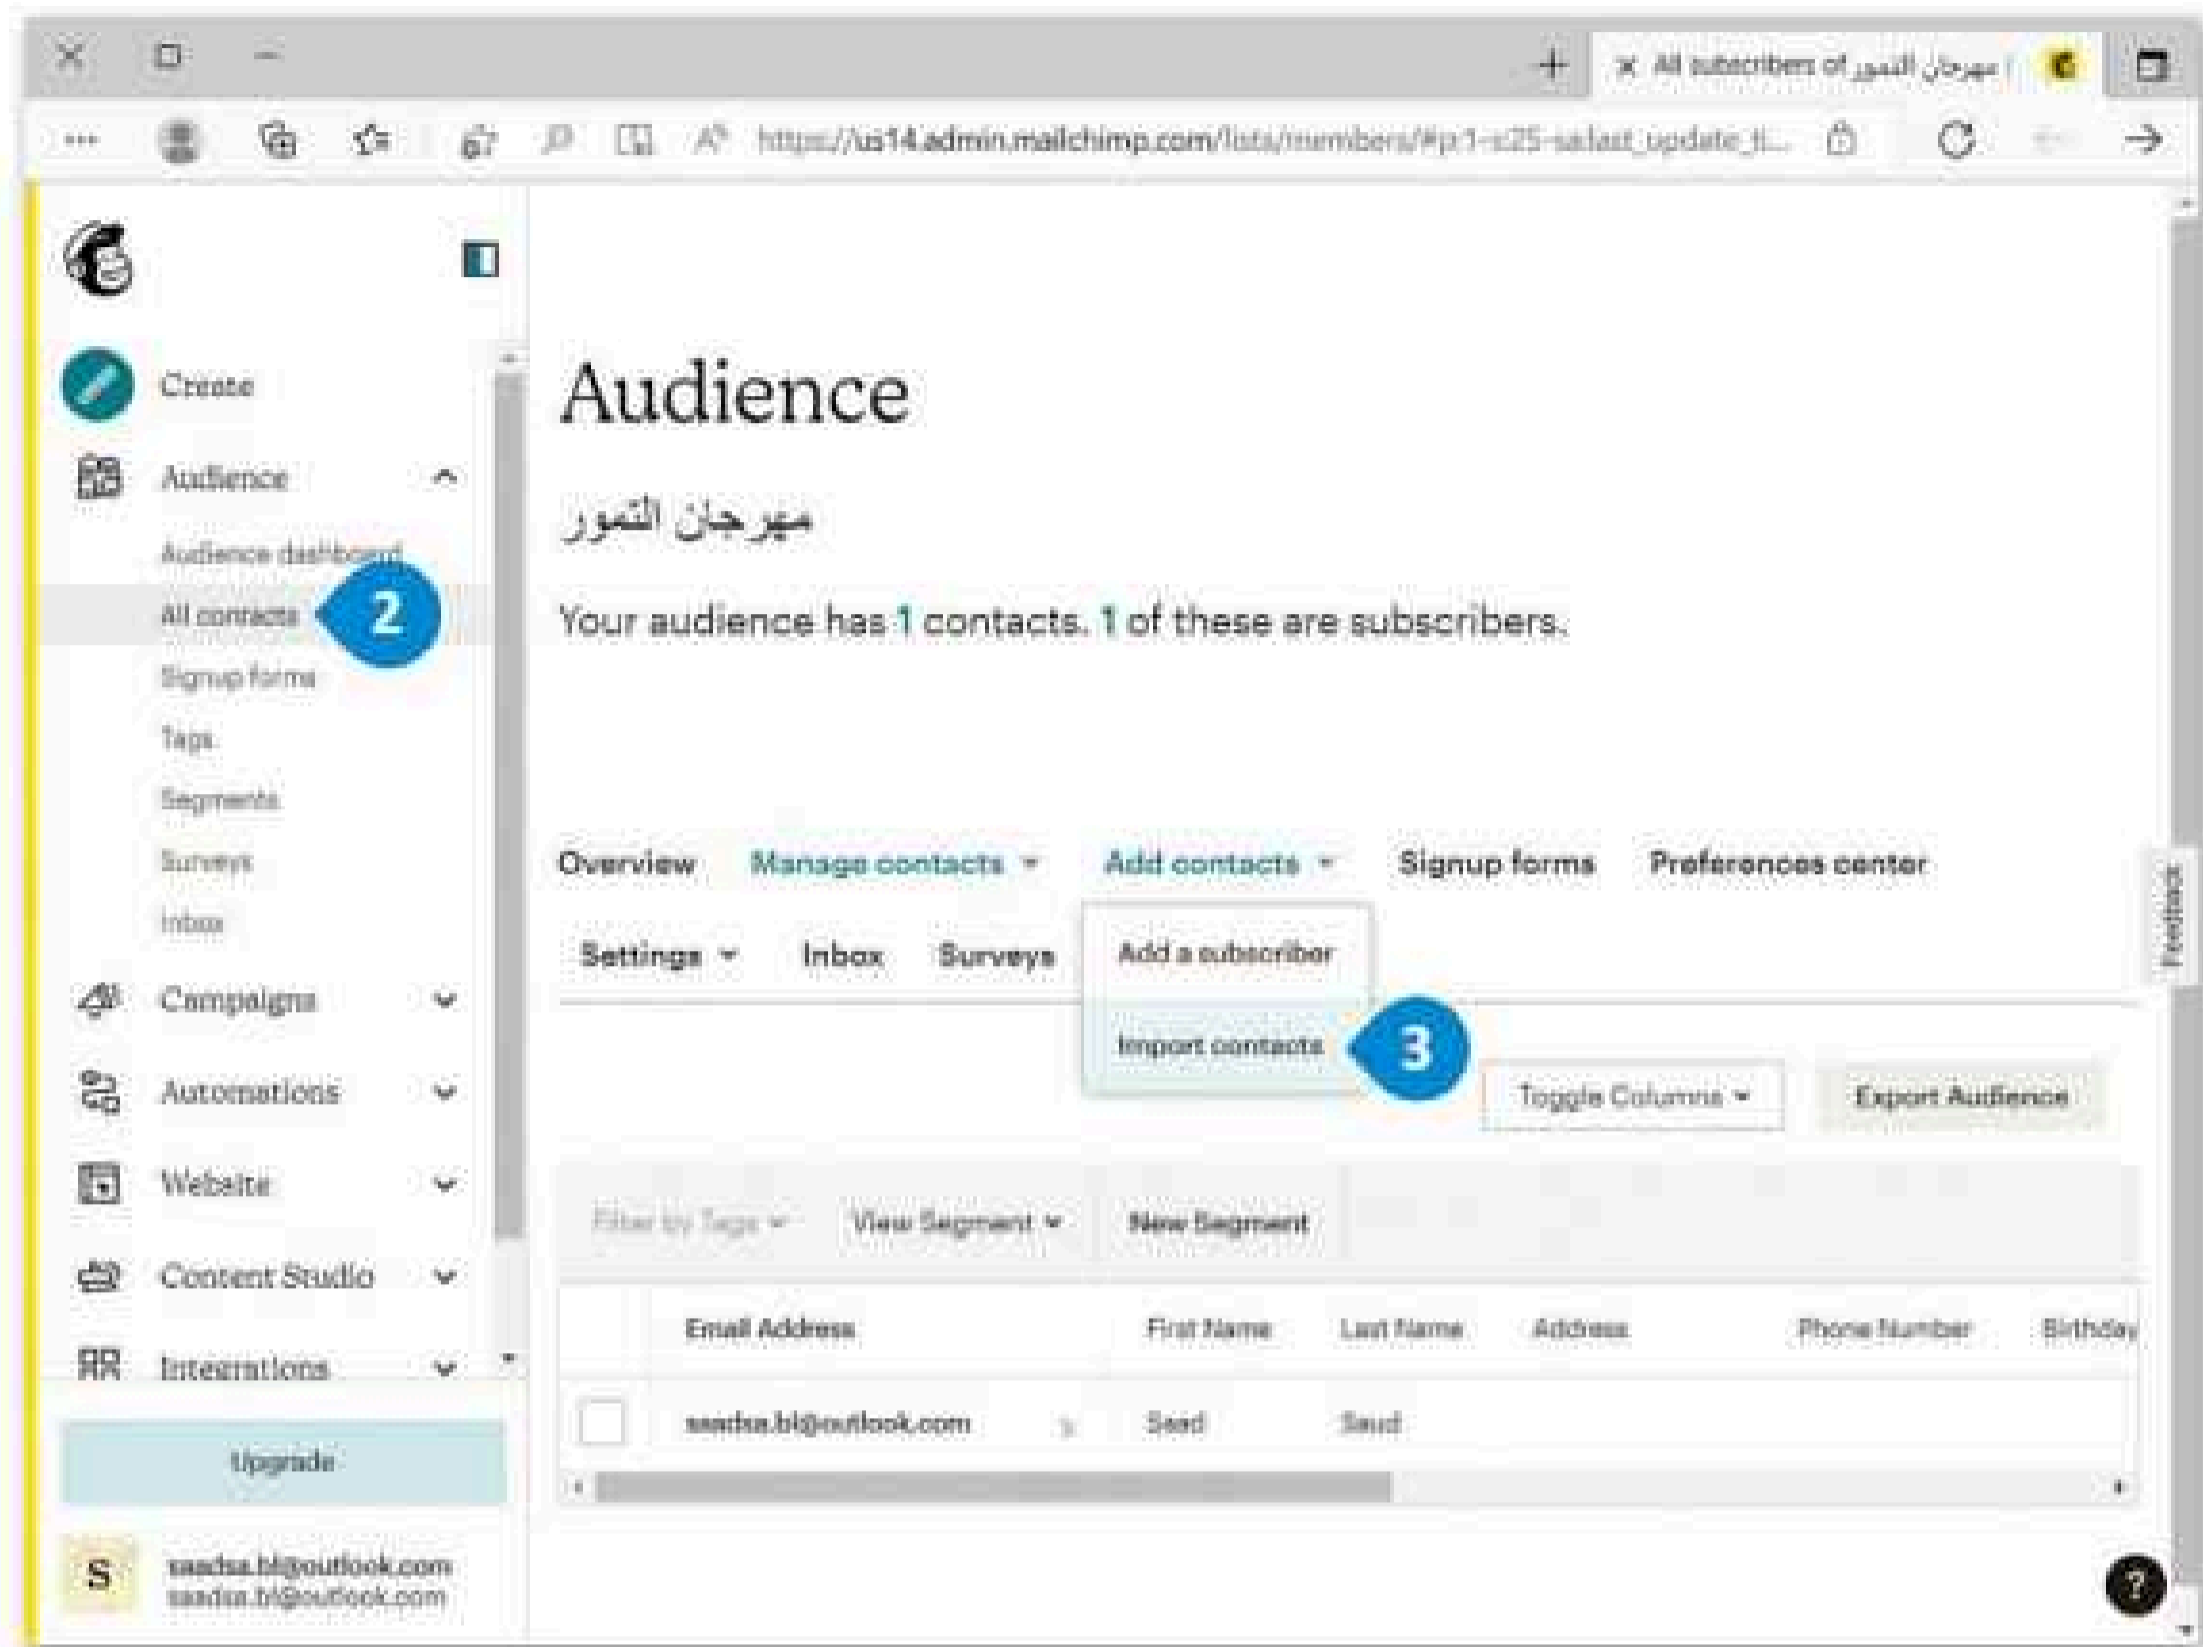 All subscribers of مهرجان التمور |
https://us14.admin.mailchimp.com/lists/members/#p:1-s:25-sa:last_update_ti...
Create
Audience
Audience dashboard
All contacts
2
Signup forms
Tags
Segments
Surveys
Inbox
Campaigns
Automations
Website
Content Studio
Integrations
Upgrade
S
saadsa.bl@outlook.com
saadsa.bl@outlook.com
Audience
مهرجان التمور
Your audience has 1 contacts. 1 of these are subscribers.
Overview Manage contacts Add contacts Signup forms Preferences center
Settings Inbox Surveys Add a subscriber
Import contacts 3
Toggle Columns Export Audience
Filter by Tags View Segment New Segment
Email Address First Name Last Name Address Phone Number Birthday
saadsa.bl@outlook.com Saad Saud
Feedback
?